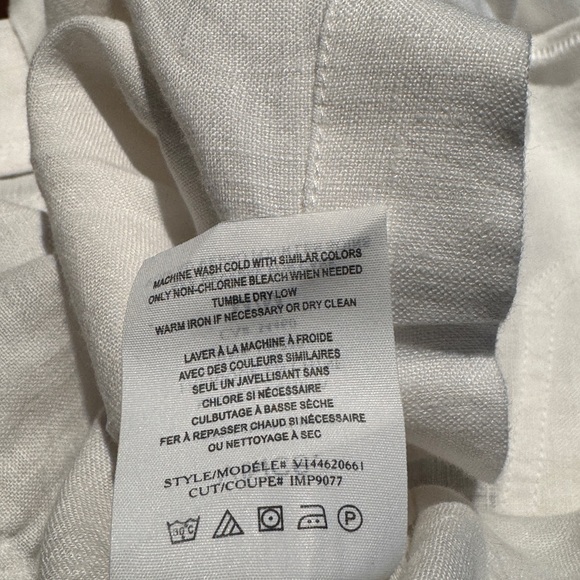 MACHINE WASH COLD WITH SIMILAR COLORS
ONLY NON-CHLORINE BLEACH WHEN NEEDED
TUMBLE DRY LOW
WARM IRON IF NECESSARY OR DRY CLEAN
LAVER À LA MACHINE À FROIDE
AVEC DES COULEURS SIMILAIRES
SEUL UN JAVELLISANT SANS
CHLORE SI NÉCESSAIRE
CULBUTAGE À BASSE SÈCHE
FER À REPASSER CHAUD SI NÉCESSAIRE
OU NETTOYAGE À SEC
STYLE/MODÈLE# V144620661
CUT/COUPE# IMP9077
30°C P